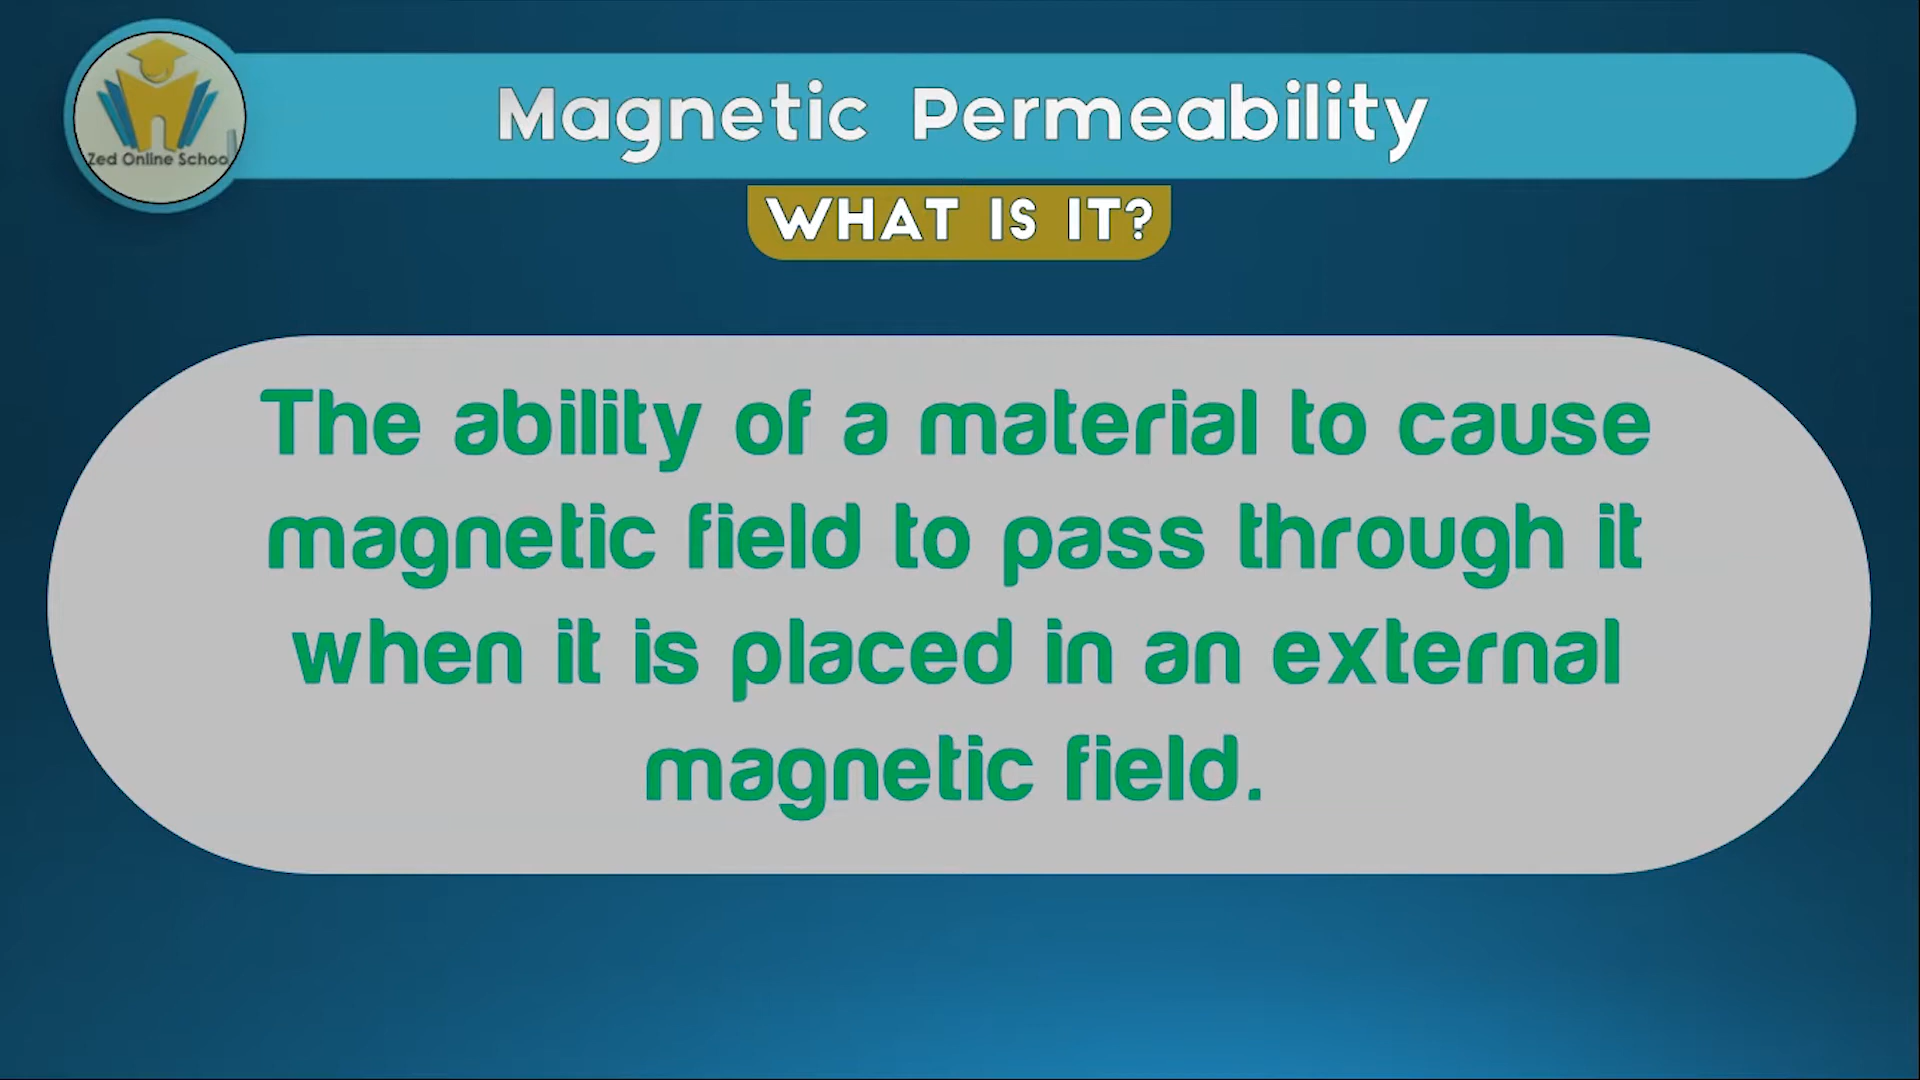 Zed Online School
Magnetic Permeability
WHAT IS IT?
The ability of a material to cause
magnetic field to pass through it
when it is placed in an external
magnetic field.